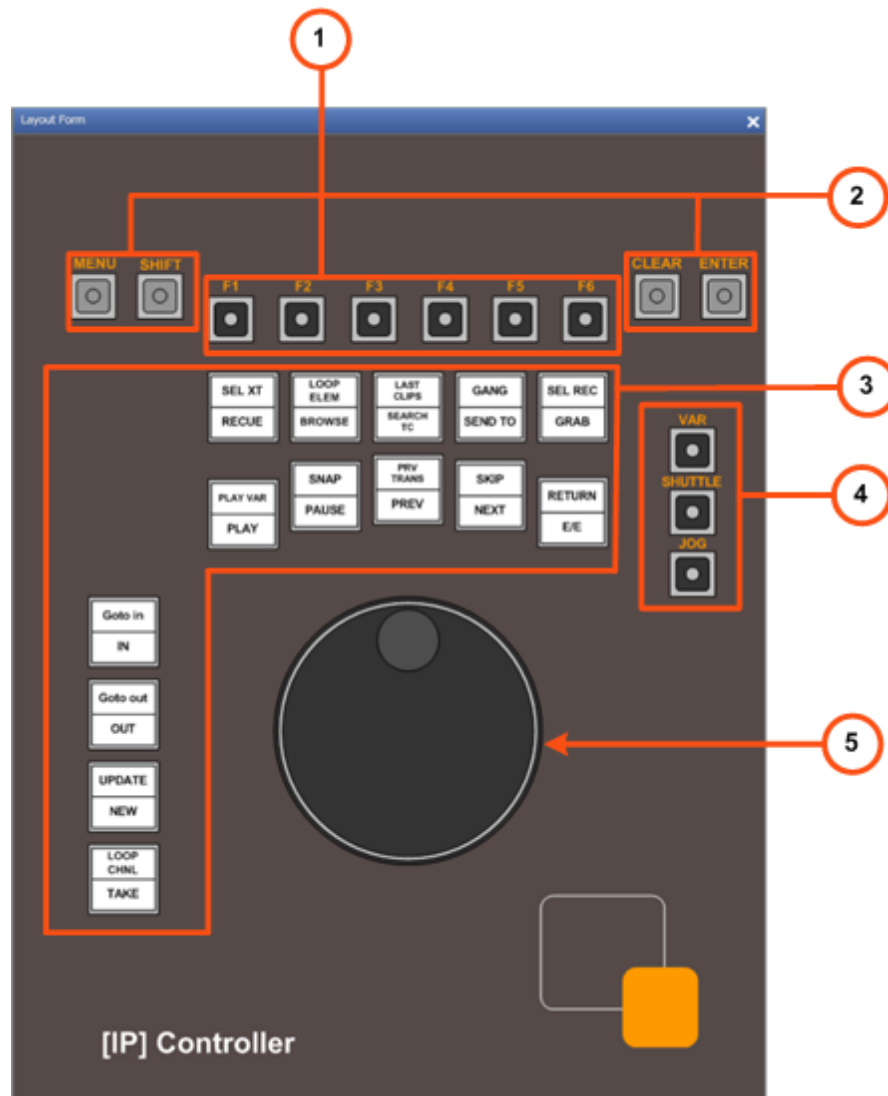 1
Layout Form
2
MENU SHIFT
CLEAR ENTER
F1 F2 F3 F4 F5 F6
3
SEL XT
RECUE
LOOP
ELEM
BROWSE
LAST
CLIPS
SEARCH
TC
GANG
SEND TO
SEL REC
GRAB
PLAY VAR
PLAY
SNAP
PAUSE
PRV
TRANS
PREV
SKIP
NEXT
RETURN
E/E
VAR
SHUTTLE
JOG
4
Goto in
IN
Goto out
OUT
UPDATE
NEW
LOOP
CHNL
TAKE
5
[IP] Controller